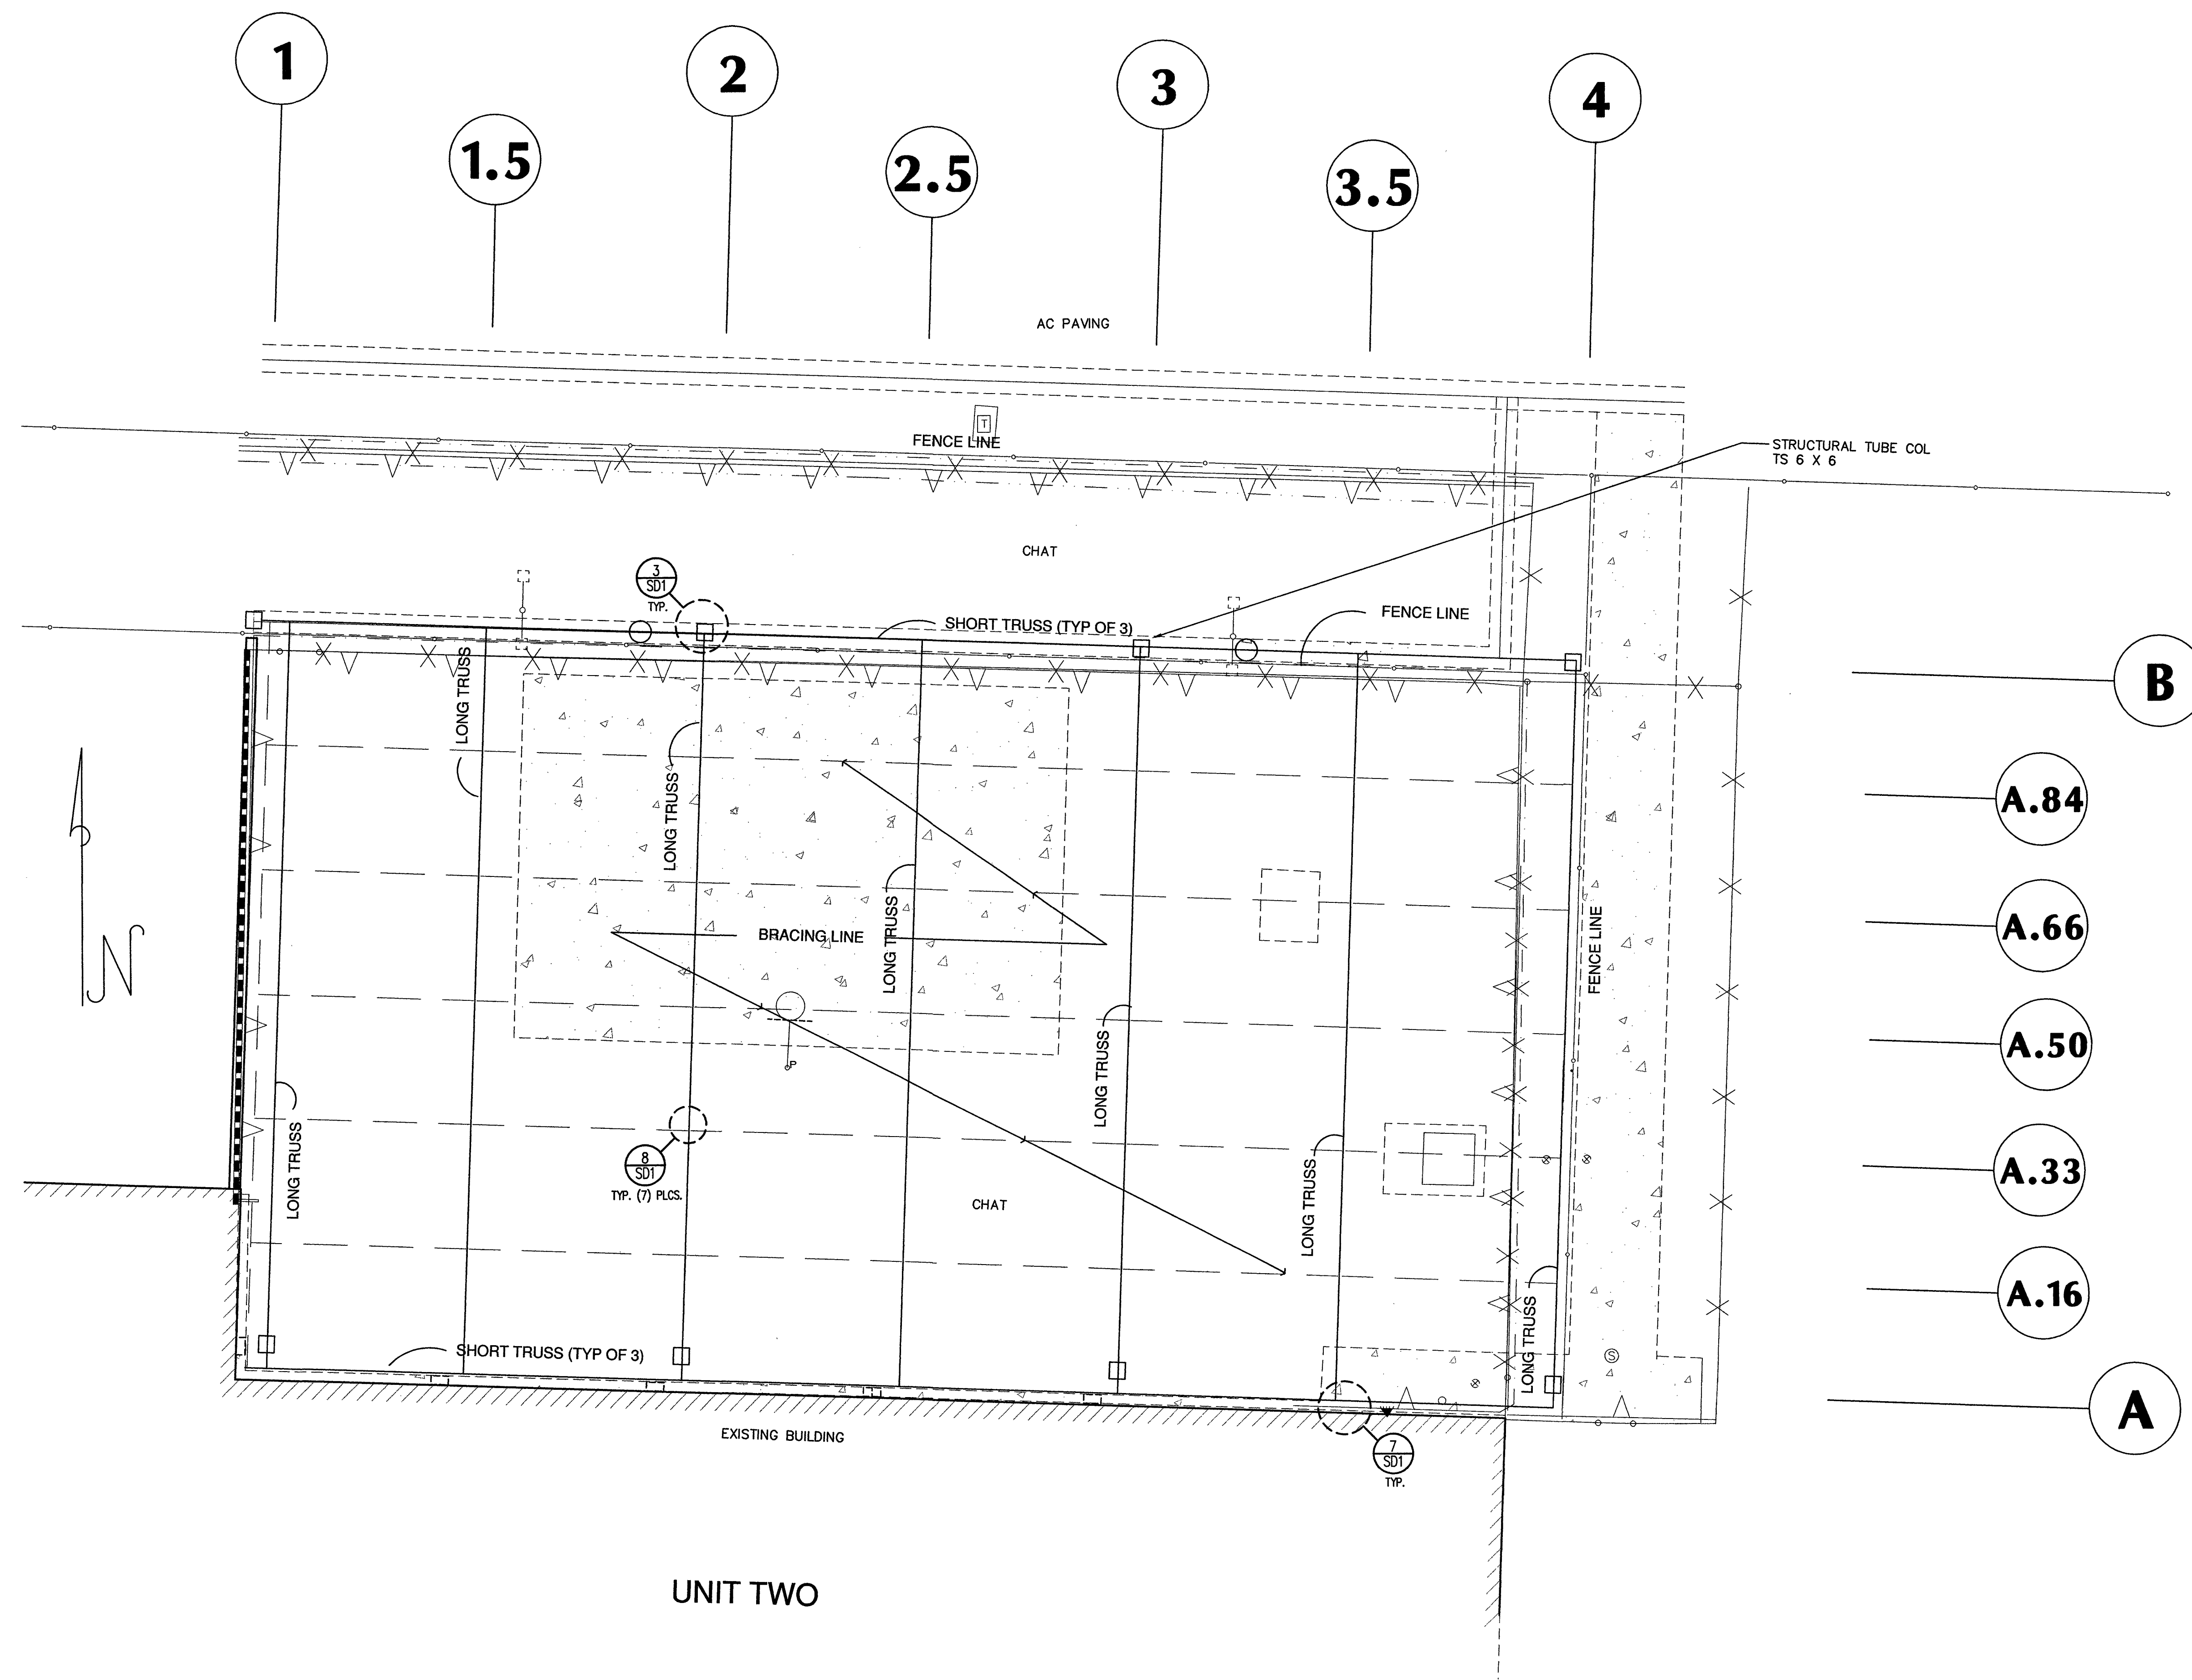 1
2
3
4
1.5
2.5
3.5
AC PAVING
T
FENCE LINE
STRUCTURAL TUBE COL
TS 6 X 6
CHAT
3
SD1
TYP.
SHORT TRUSS (TYP OF 3)
FENCE LINE
B
LONG TRUSS
LONG TRUSS
A.84
LONG TRUSS
BRACING LINE
FENCE LINE
A.66
N
LONG TRUSS
A.50
P
LONG TRUSS
8
SD1
TYP. (7) PLCS.
CHAT
LONG TRUSS
A.33
LONG TRUSS
A.16
SHORT TRUSS (TYP OF 3)
S
A
EXISTING BUILDING
7
SD1
TYP.
UNIT TWO